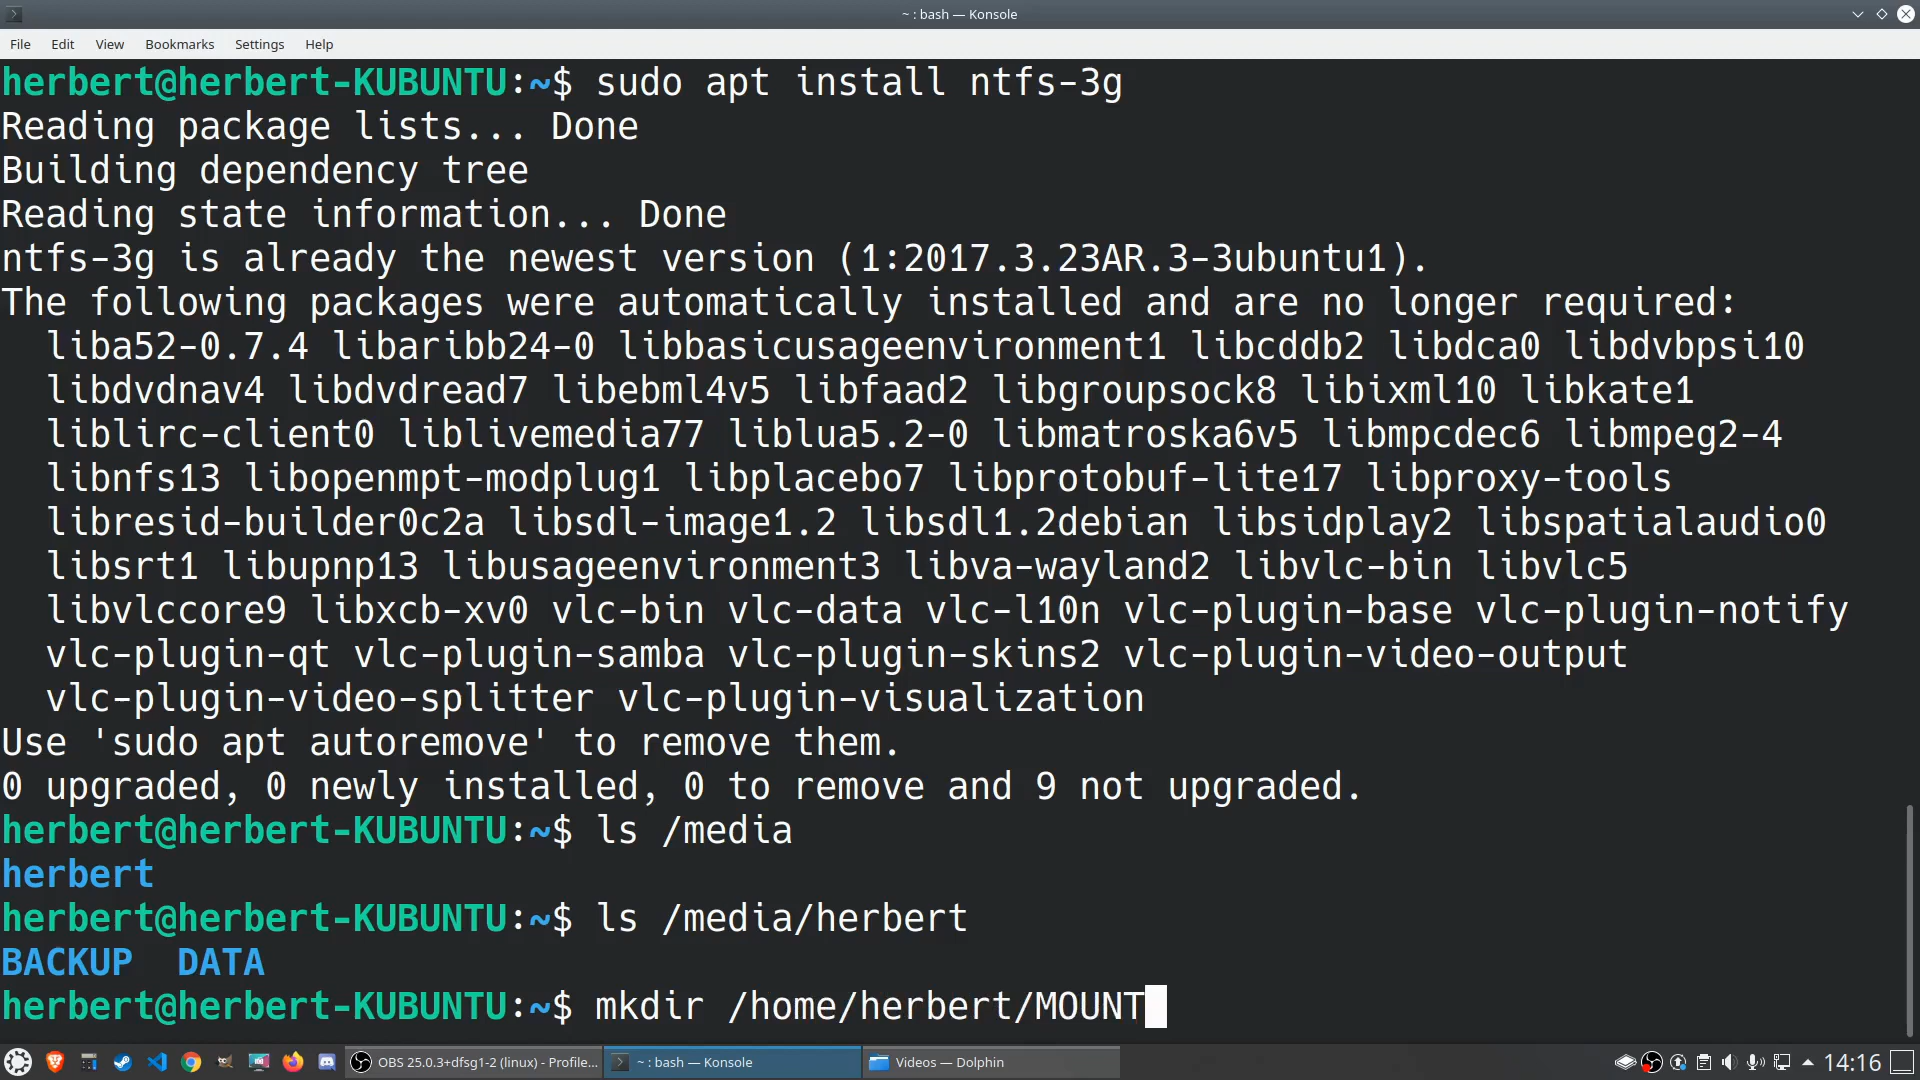 ~ : bash — Konsole
File Edit View Bookmarks Settings Help
herbert@herbert-KUBUNTU:~$ sudo apt install ntfs-3g
Reading package lists... Done
Building dependency tree
Reading state information... Done
ntfs-3g is already the newest version (1:2017.3.23AR.3-3ubuntu1).
The following packages were automatically installed and are no longer required:
  liba52-0.7.4 libaribb24-0 libbasicusageenvironment1 libcddb2 libdca0 libdvbpsi10
  libdvdnav4 libdvdread7 libebml4v5 libfaad2 libgroupsock8 libixml10 libkate1
  liblirc-client0 liblivemedia77 liblua5.2-0 libmatroska6v5 libmpcdec6 libmpeg2-4
  libnfs13 libopenmpt-modplug1 libplacebo7 libprotobuf-lite17 libproxy-tools
  libresid-builder0c2a libsdl-image1.2 libsdl1.2debian libsidplay2 libspatialaudio0
  libsrt1 libupnp13 libusageenvironment3 libva-wayland2 libvlc-bin libvlc5
  libvlccore9 libxcb-xv0 vlc-bin vlc-data vlc-l10n vlc-plugin-base vlc-plugin-notify
  vlc-plugin-qt vlc-plugin-samba vlc-plugin-skins2 vlc-plugin-video-output
  vlc-plugin-video-splitter vlc-plugin-visualization
Use 'sudo apt autoremove' to remove them.
0 upgraded, 0 newly installed, 0 to remove and 9 not upgraded.
herbert@herbert-KUBUNTU:~$ ls /media
herbert
herbert@herbert-KUBUNTU:~$ ls /media/herbert
BACKUP  DATA
herbert@herbert-KUBUNTU:~$ mkdir /home/herbert/MOUNT
OBS 25.0.3+dfsg1-2 (linux) - Profile... ~ : bash — Konsole Videos — Dolphin 14:16